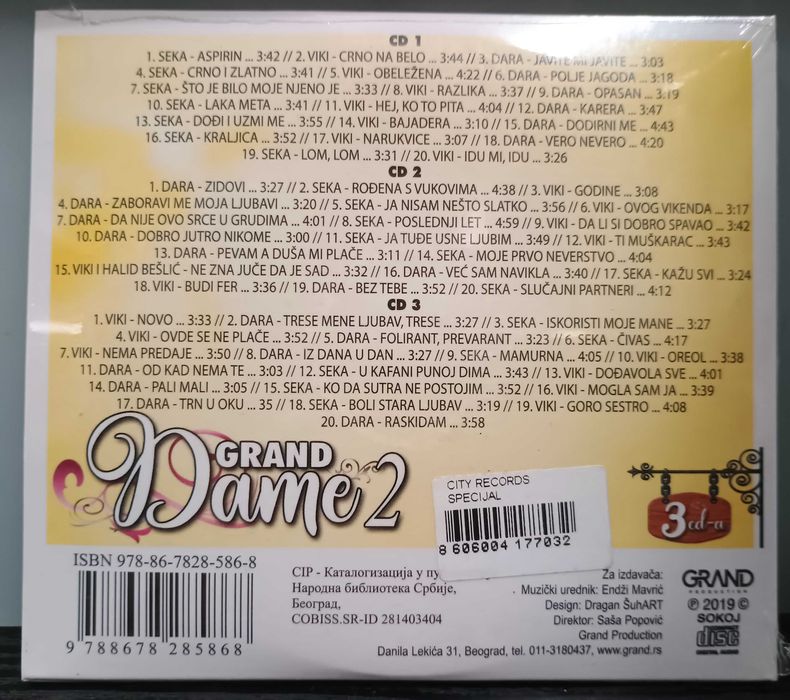 CD 1
1. SEKA - ASPIRIN ... 3:42 // 2. VIKI - CRNO NA BELO ... 3:44 // 3. DARA - JAVITE MI JAVITE ... 3:03
4. SEKA - CRNO I ZLATNO ... 3:41 // 5. VIKI - OBELEŽENA ... 4:22 // 6. DARA - POLJE JAGODA ... 3:18
7. SEKA - ŠTO JE BILO MOJE NJENO JE ... 3:33 // 8. VIKI - RAZLIKA ... 3:37 // 9. DARA - OPASAN ... 3:19
10. SEKA - LAKA META ... 3:41 // 11. VIKI - HEJ, KO TO PITA ... 4:04 // 12. DARA - KARERA ... 3:47
13. SEKA - DOĐI I UZMI ME ... 3:55 // 14. VIKI - BAJADERA ... 3:10 // 15. DARA - DODIRNI ME ... 4:43
16. SEKA - KRALJICA ... 3:52 // 17. VIKI - NARUKVICE ... 3:07 // 18. DARA - VERO NEVERO ... 4:20
19. SEKA - LOM, LOM ... 3:31 // 20. VIKI - IDU MI, IDU ... 3:26
CD 2
1. DARA - ZIDOVI ... 3:27 // 2. SEKA - ROĐENA S VUKOVIMA ... 4:38 // 3. VIKI - GODINE ... 3:08
4. DARA - ZABORAVI ME MOJA LJUBAVI ... 3:20 // 5. SEKA - JA NISAM NEŠTO SLATKO ... 3:56 // 6. VIKI - OVOG VIKENDA ... 3:17
7. DARA - DA NIJE OVO SRCE U GRUDIMA ... 4:01 // 8. SEKA - POSLEDNJI LET ... 4:59 // 9. VIKI - DA LI SI DOBRO SPAVAO ... 3:42
10. DARA - DOBRO JUTRO NIKOME ... 3:00 // 11. SEKA - JA TUĐE USNE LJUBIM ... 3:49 // 12. VIKI - TI MUŠKARAC ... 3:43
13. DARA - PEVAM A DUŠA MI PLAČE ... 3:11 // 14. SEKA - MOJE PRVO NEVERSTVO ... 4:04
15. VIKI I HALID BEŠLIĆ - NE ZNA JUČE DA JE SAD ... 3:32 // 16. DARA - VEĆ SAM NAVIKLA ... 3:40 // 17. SEKA - KAŽU SVI ... 3:24
18. VIKI - BUDI FER ... 3:36 // 19. DARA - BEZ TEBE ... 3:52 // 20. SEKA - SLUČAJNI PARTNERI ... 4:12
CD 3
1. VIKI - NOVO ... 3:33 // 2. DARA - TRESE MENE LJUBAV, TRESE ... 3:27 // 3. SEKA - ISKORISTI MOJE MANE ... 3:27
4. VIKI - OVDE SE NE PLAČE ... 3:52 // 5. DARA - FOLIRANT, PREVARANT ... 3:23 // 6. SEKA - ČIVAS ... 4:17
7. VIKI - NEMA PREDAJE ... 3:50 // 8. DARA - IZ DANA U DAN ... 3:27 // 9. SEKA - MAMURNA ... 4:05 // 10. VIKI - OREOL ... 3:38
11. DARA - OD KAD NEMA TE ... 3:03 // 12. SEKA - U KAFANI PUNOJ DIMA ... 3:43 // 13. VIKI - DOĐAVOLA SVE ... 4:01
14. DARA - PALI MALI ... 3:05 // 15. SEKA - KO DA SUTRA NE POSTOJIM ... 3:52 // 16. VIKI - MOGLA SAM JA ... 3:39
17. DARA - TRN U OKU ... 35 // 18. SEKA - BOLI STARA LJUBAV ... 3:19 // 19. VIKI - GORO SESTRO ... 4:08
20. DARA - RASKIDAM ... 3:58
GRAND
Dame 2
CITY RECORDS
SPECIJAL
8 606004 177032
3 cd-a
ISBN 978-86-7828-586-8
9 788678 285868
CIP - Каталогизација у
Народна библиотека Србије,
Београд,
COBISS.SR-ID 281403404
Za izdavača:
Muzički urednik: Endži Mavrić
Design: Dragan ŠuhART
Direktor: Saša Popović
Grand Production
Danila Lekića 31, Beograd, tel. 011-3180437, www.grand.rs
GRAND
PRODUCTION
℗ 2019 ©
SOKOJ
COMPACT
disc
DIGITAL AUDIO